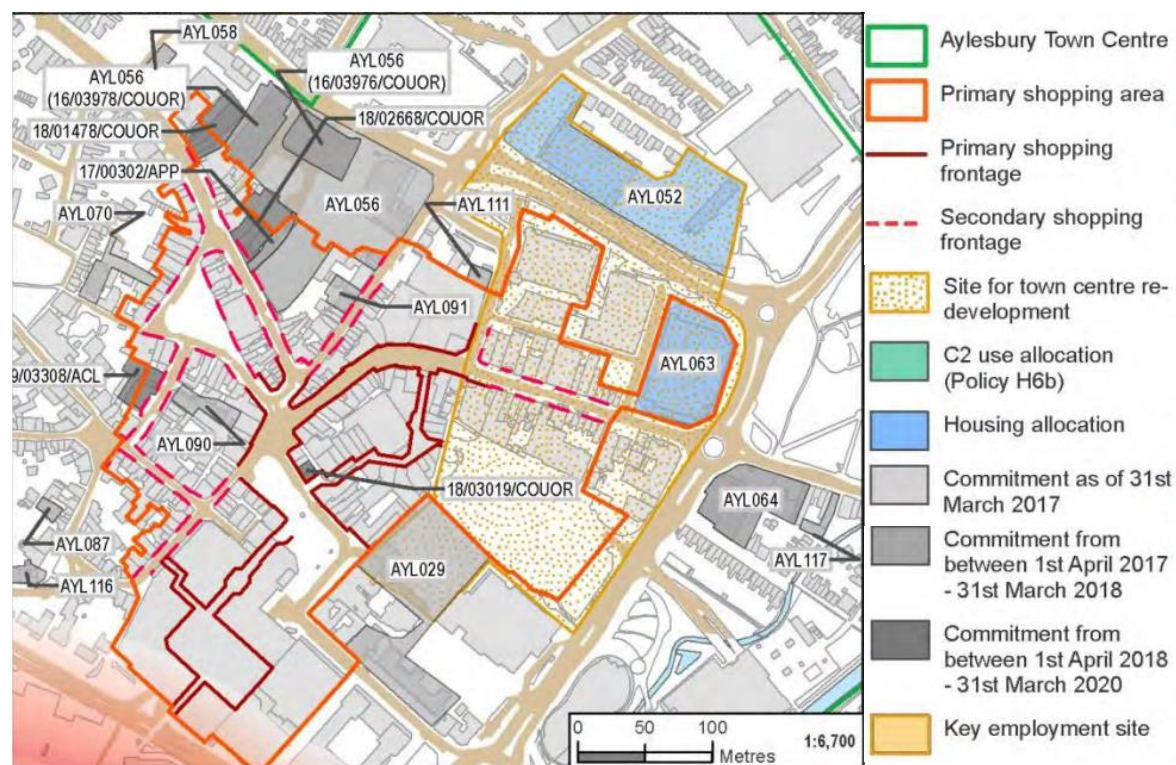 AYL058
AYL056
(16/03978/COUOR)
AYL056
(16/03976/COUOR)
18/01478/COUOR
18/02668/COUOR
17/00302/APP
AYL070
AYL056
AYL111
AYL052
AYL091
AYL063
9/03308/ACL
AYL090
18/03019/COUOR
AYL064
AYL087
AYL029
AYL117
AYL116
0 50 100
Metres
1:6,700
Aylesbury Town Centre
Primary shopping area
Primary shopping
frontage
Secondary shopping
frontage
Site for town centre re-
development
C2 use allocation
(Policy H6b)
Housing allocation
Commitment as of 31st
March 2017
Commitment from
between 1st April 2017
- 31st March 2018
Commitment from
between 1st April 2018
- 31st March 2020
Key employment site